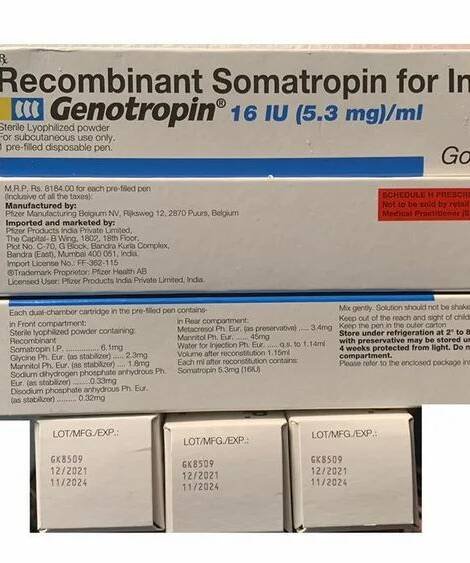 Rx
Recombinant Somatropin for In
Genotropin® 16 IU (5.3 mg)/ml
Sterile Lyophilized powder
For subcutaneous use only.
1 pre-filled disposable pen.
Go
M.R.P. Rs. 8184.00 for each pre-filled pen
(Inclusive of all the taxes):
Manufactured by:
Pfizer Manufacturing Belgium NV, Rijksweg 12, 2870 Puurs, Belgium
Imported and marketed by:
Pfizer Products India Private Limited,
The Capital- B Wing, 1802, 18th Floor,
Plot No. C-70, G Block, Bandra Kurla Complex,
Bandra (East), Mumbai 400 051, India.
Import License No.: FF-362-115
®Trademark Proprietor: Pfizer Health AB
Licensed User: Pfizer Products India Private Limited, India.
SCHEDULE H PRESCRI
Not to be sold by retail
Medical Practitioner
Each dual-chamber cartridge in the pre-filled pen contains-
in Front compartment:
Sterile lyophilized powder containing:
Recombinant
Somatropin I.P. .................. 6.1mg
Glycine Ph. Eur. (as stabilizer) ..... 2.3mg
Mannitol Ph. Eur. (as stabilizer) .... 1.8mg
Sodium dihydrogen phosphate anhydrous Ph.
Eur. (as stabilizer) .........0.33mg
Disodium phosphate anhydrous Ph. Eur.
(as stabilizer) .......... 0.32mg
in Rear compartment:
Metacresol Ph. Eur. (as preservative) .... 3.4mg
Mannitol Ph. Eur. ...... 45mg
Water for Injection Ph. Eur. ..... q.s. to 1.14ml
Volume after reconstitution 1.15ml
Each ml reconstitution contains:
Somatropin 5.3mg (16IU)
Mix gently. Solution should not be shake
Keep out of the reach and sight of child
Keep the pen in the outer carton
Store under refrigeration at 2° to 8
with preservative may be stored un
4 weeks protected from light. Do n
compartment.
Please refer to the enclosed package in
LOT/MFG./EXP.:
GK8509
12/2021
11/2024
LOT/MFG./EXP.:
GK8509
12/2021
11/2024
LOT/MFG./EXP.:
GK8509
12/2021
11/2024